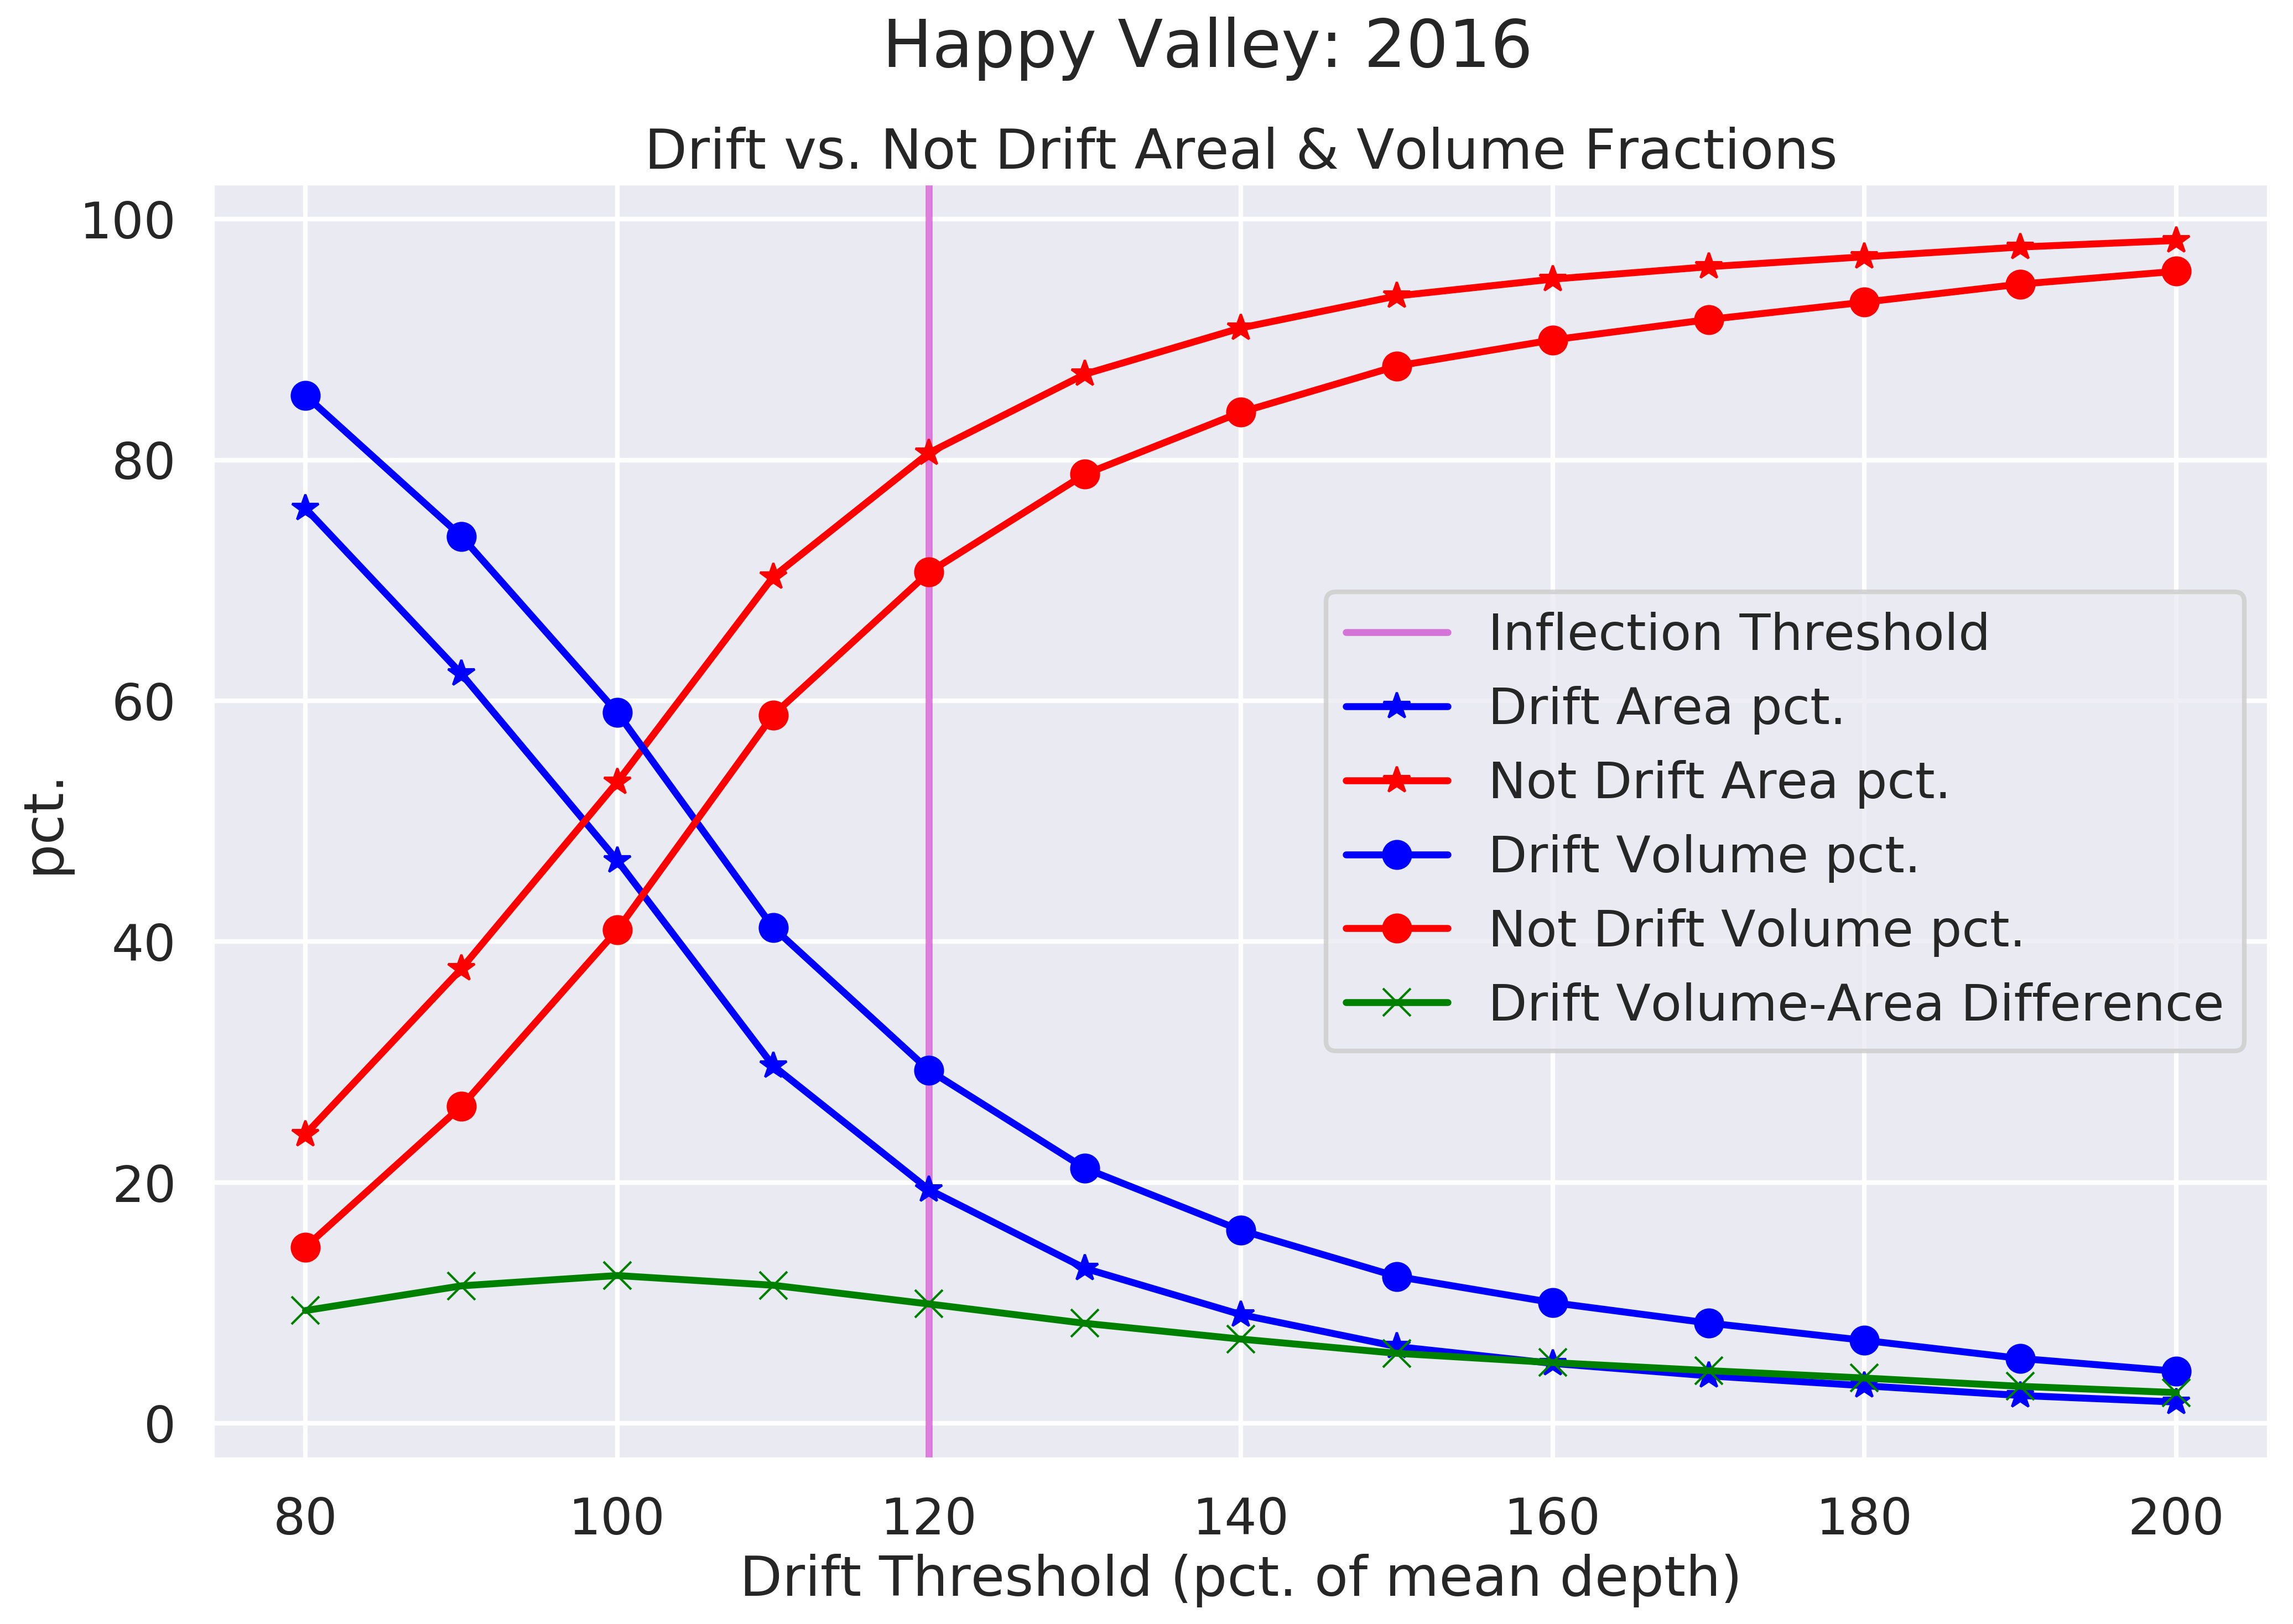 Happy Valley: 2016
Drift vs. Not Drift Areal & Volume Fractions
100
80
60
40
20
0
pct.
Inflection Threshold
Drift Area pct.
Not Drift Area pct.
Drift Volume pct.
Not Drift Volume pct.
Drift Volume-Area Difference
80 100 120 140 160 180 200
Drift Threshold (pct. of mean depth)